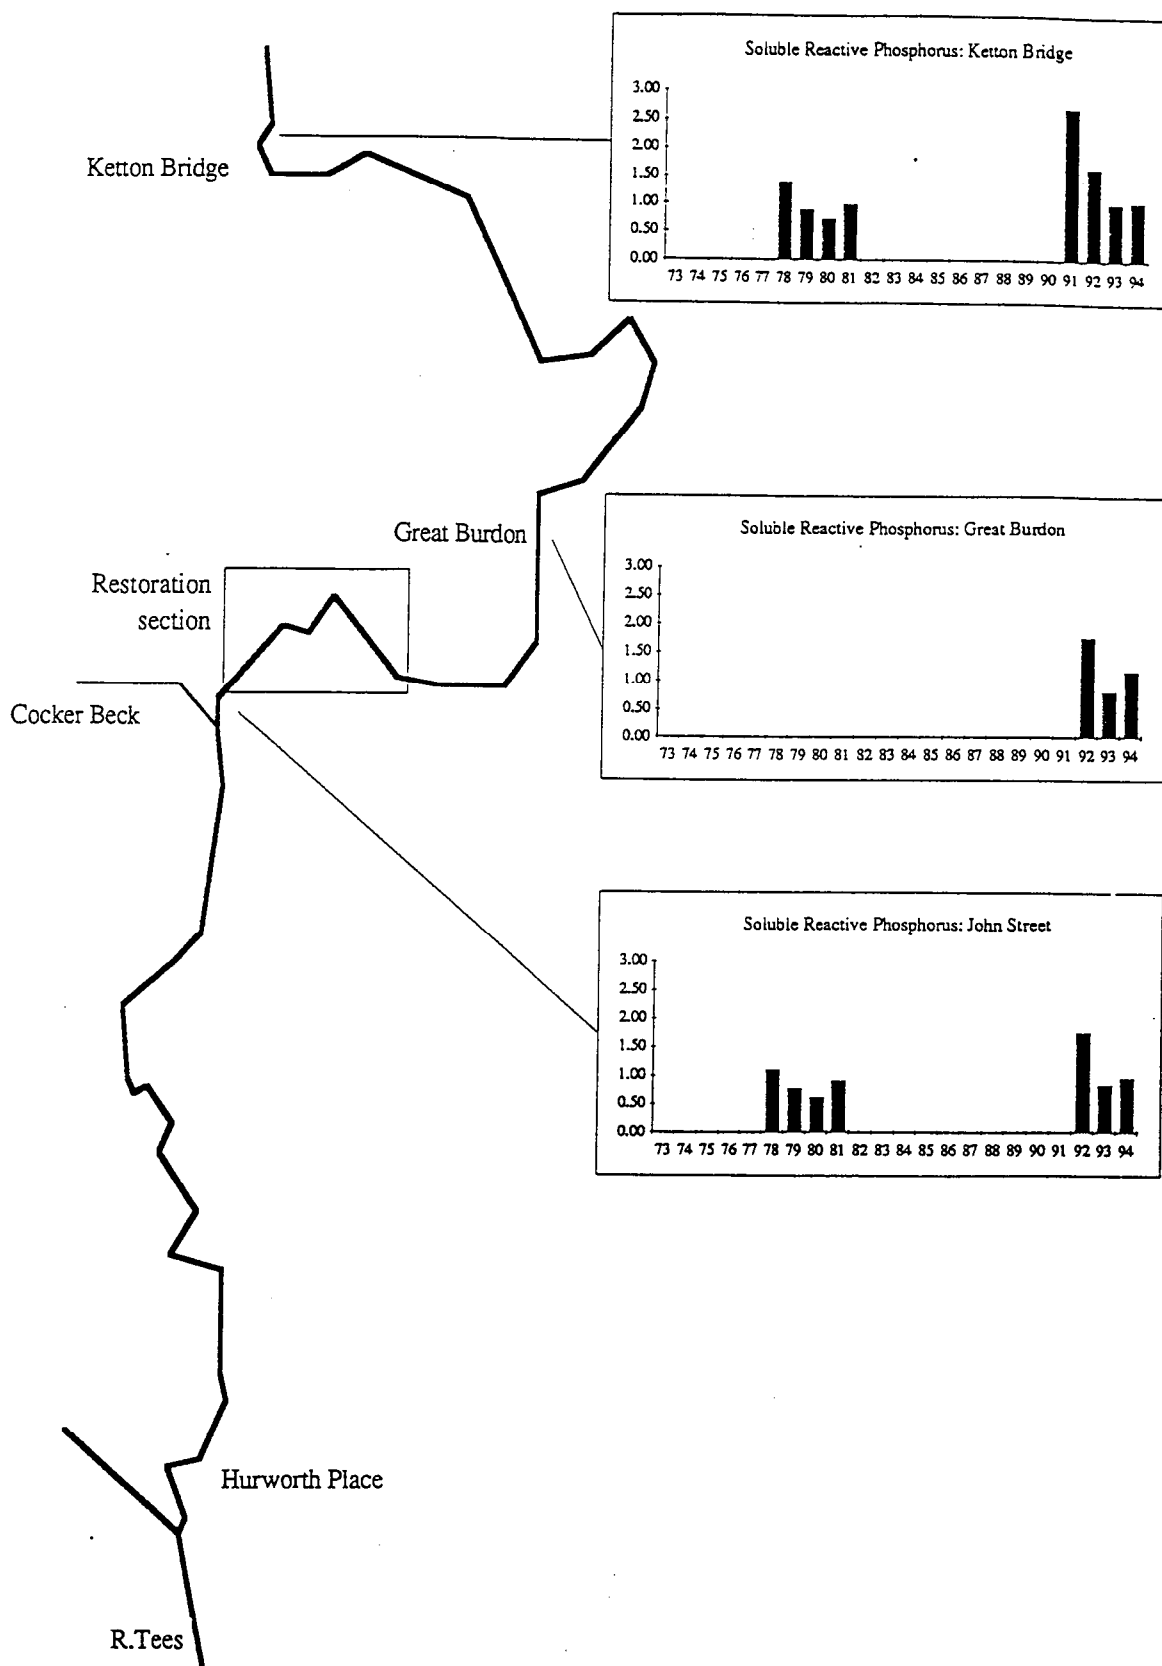 Soluble Reactive Phosphorus: Ketton Bridge
3.00
2.50
2.00
1.50
1.00
0.50
0.00
73 74 75 76 77 78 79 80 81 82 83 84 85 86 87 88 89 90 91 92 93 94
Ketton Bridge
Great Burdon
Soluble Reactive Phosphorus: Great Burdon
3.00
2.50
2.00
1.50
1.00
0.50
0.00
73 74 75 76 77 78 79 80 81 82 83 84 85 86 87 88 89 90 91 92 93 94
Restoration
section
Cocker Beck
Soluble Reactive Phosphorus: John Street
3.00
2.50
2.00
1.50
1.00
0.50
0.00
73 74 75 76 77 78 79 80 81 82 83 84 85 86 87 88 89 90 91 92 93 94
Hurworth Place
R.Tees